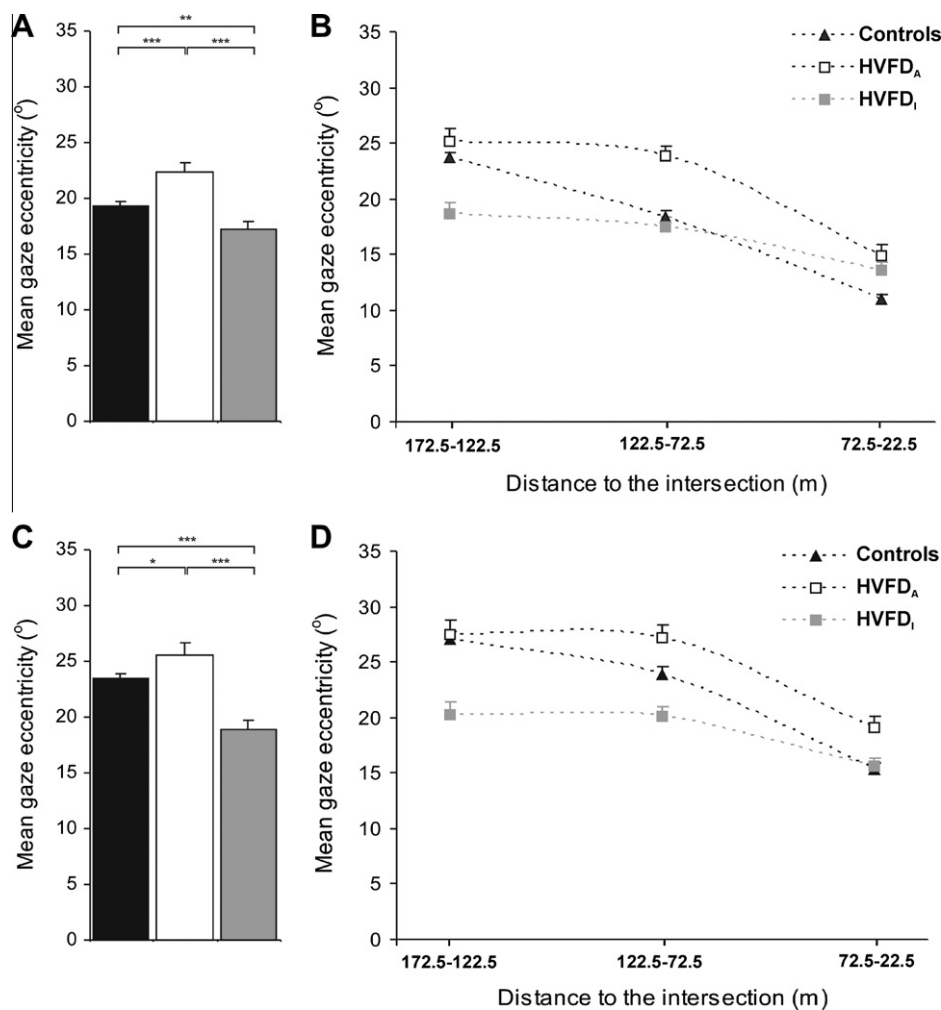 A
**
***
***
35
30
25
20
15
10
5
0
Mean gaze eccentricity (°)
B
Controls
HVFD_A
HVFD_I
35
30
25
20
15
10
5
0
Mean gaze eccentricity (°)
172.5-122.5
122.5-72.5
72.5-22.5
Distance to the intersection (m)
C
***
*
***
35
30
25
20
15
10
5
0
Mean gaze eccentricity (°)
D
Controls
HVFD_A
HVFD_I
35
30
25
20
15
10
5
0
Mean gaze eccentricity (°)
172.5-122.5
122.5-72.5
72.5-22.5
Distance to the intersection (m)